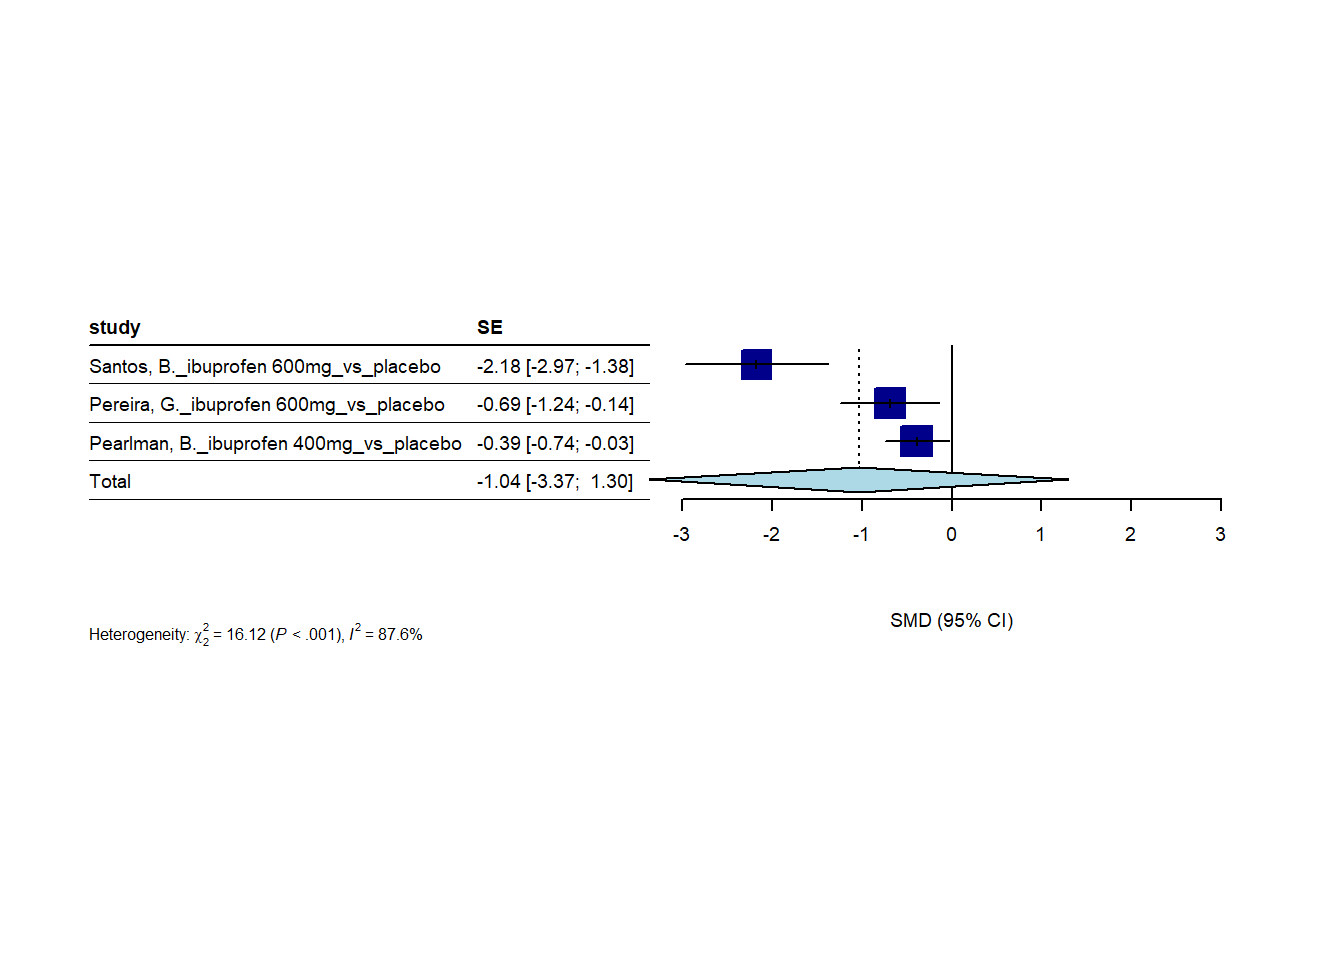 study SE
Santos, B._ibuprofen 600mg_vs_placebo -2.18 [-2.97; -1.38]
Pereira, G._ibuprofen 600mg_vs_placebo -0.69 [-1.24; -0.14]
Pearlman, B._ibuprofen 400mg_vs_placebo -0.39 [-0.74; -0.03]
Total -1.04 [-3.37; 1.30]
-3 -2 -1 0 1 2 3
SMD (95% CI)
Heterogeneity: χ²₂ = 16.12 (P < .001), I² = 87.6%